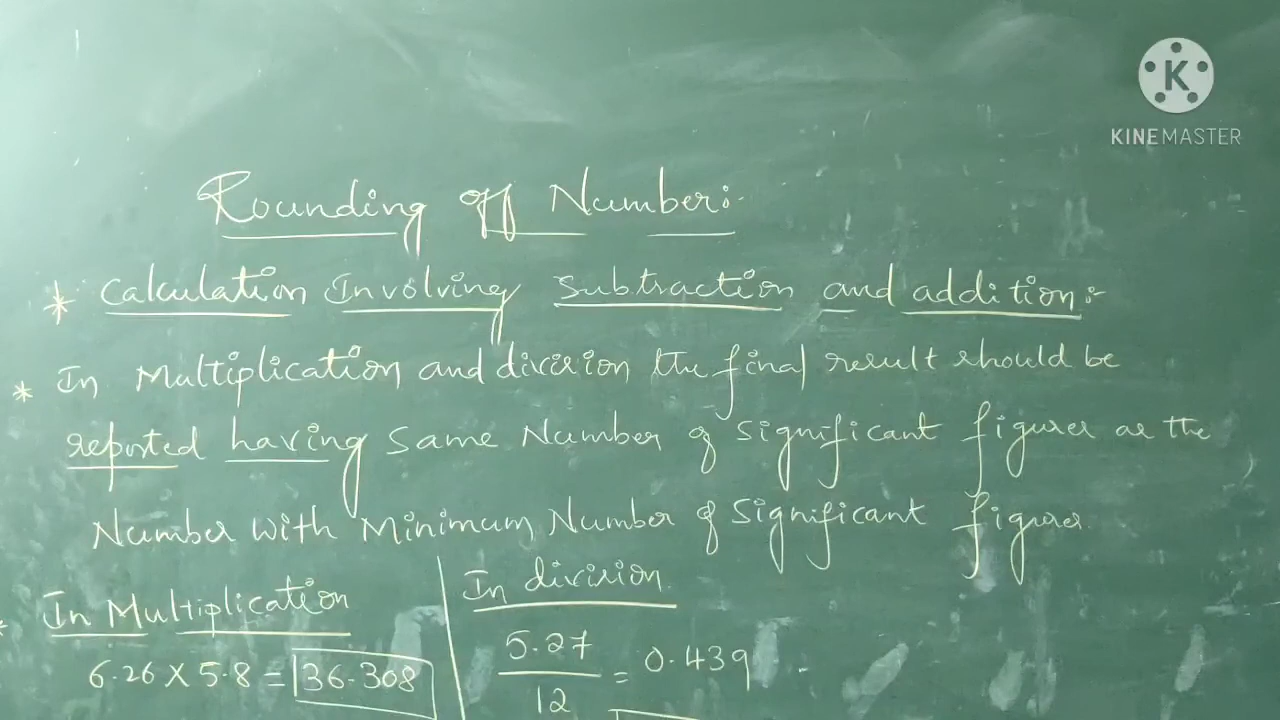 K
KINEMASTER
Rounding off Number:-
* Calculation Involving Subtraction and addition:-
* In Multiplication and division the final result should be
reported having Same Number of significant figures as the
Number with Minimum Number of Significant figures.
* In Multiplication
6.26 X 5.8 = 36.308
In division
5.27
12
= 0.439